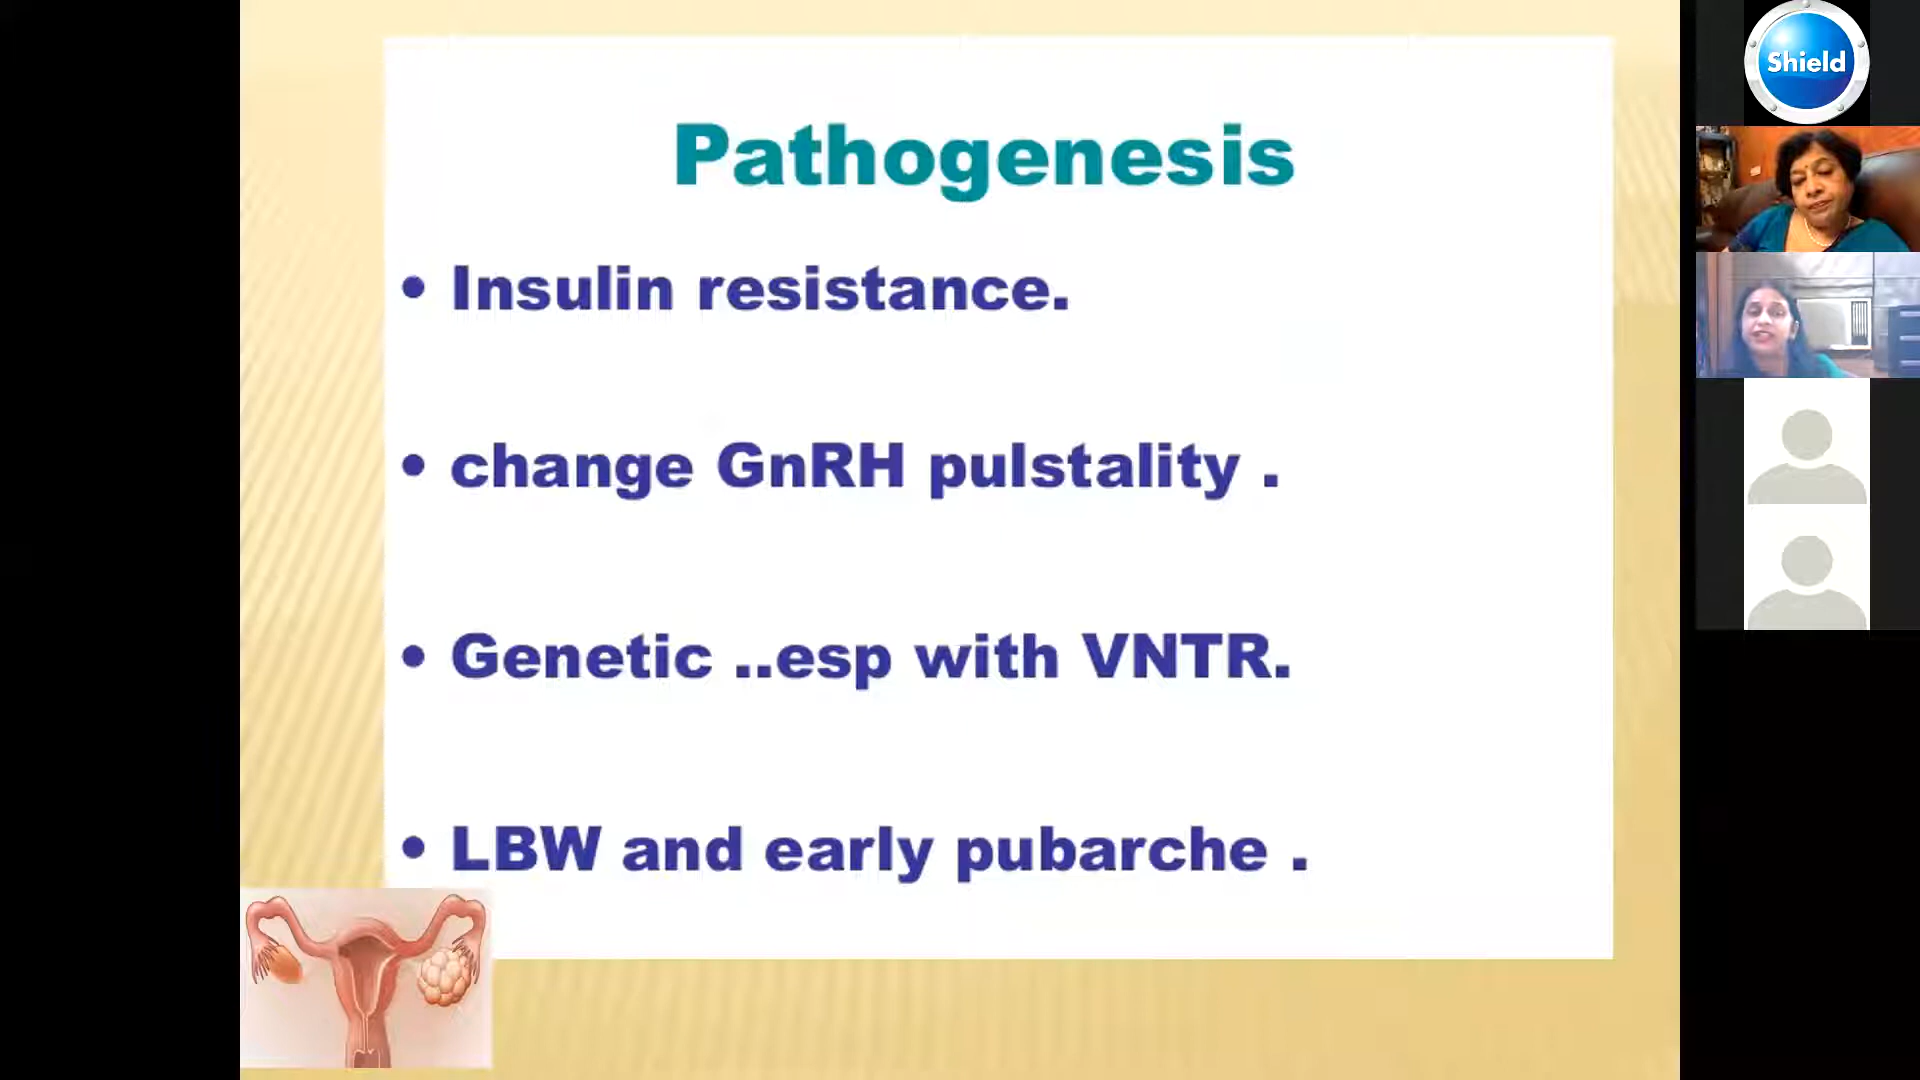 Pathogenesis
• Insulin resistance.
• change GnRH pulstality .
• Genetic ..esp with VNTR.
• LBW and early pubarche .
Shield